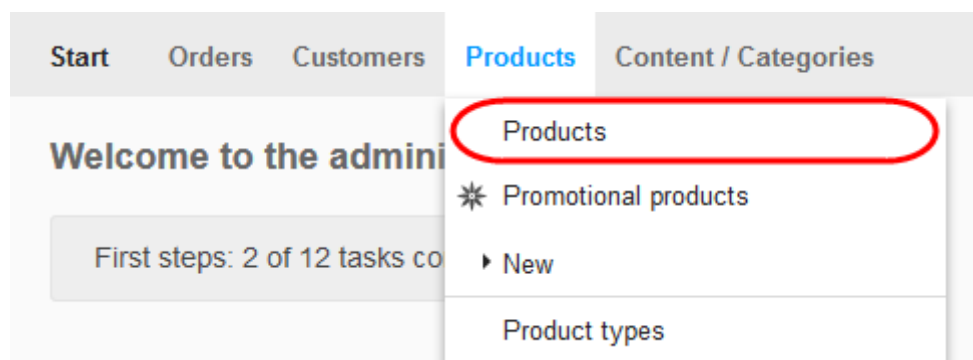 Start Orders Customers Products Content / Categories
Products
Welcome to the admini
Promotional products
First steps: 2 of 12 tasks co
New
Product types